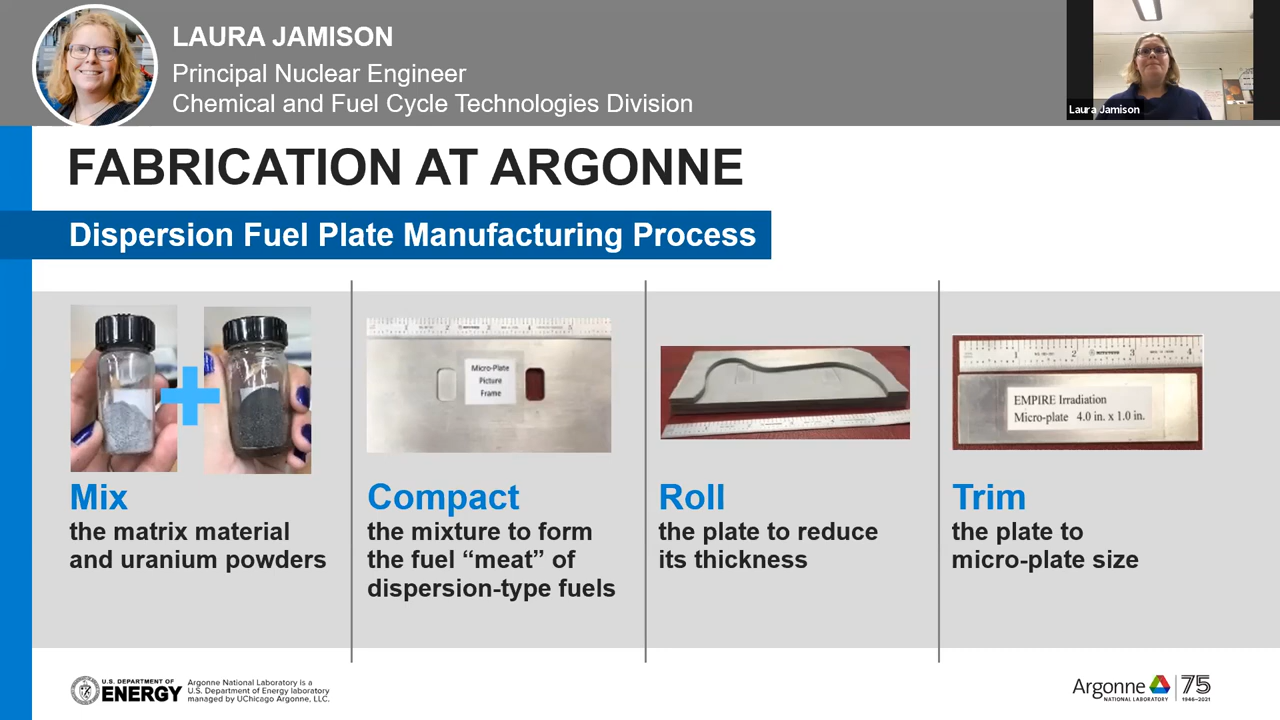 LAURA JAMISON
Principal Nuclear Engineer
Chemical and Fuel Cycle Technologies Division
Laura Jamison
FABRICATION AT ARGONNE
Dispersion Fuel Plate Manufacturing Process
Micro-Plate
Picture
Frame
EMPIRE Irradiation
Micro-plate 4.0 in. x 1.0 in.
Mix
the matrix material
and uranium powders
Compact
the mixture to form
the fuel “meat” of
dispersion-type fuels
Roll
the plate to reduce
its thickness
Trim
the plate to
micro-plate size
U.S. DEPARTMENT OF
ENERGY
Argonne National Laboratory is a
U.S. Department of Energy laboratory
managed by UChicago Argonne, LLC.
Argonne
NATIONAL LABORATORY
75
1946–2021